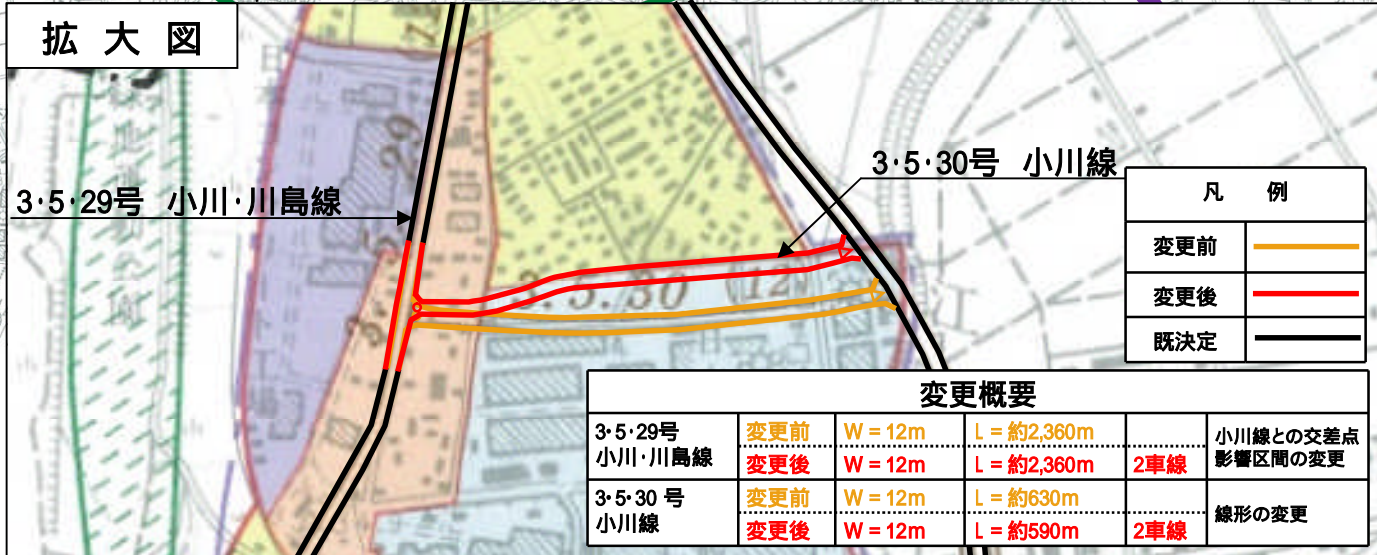 拡大図
3・5・29号 小川・川島線
3・5・30号 小川線
3・5・29
3.5.30 (12)
江
凡 例
変更前
変更後
既決定
変更概要
3・5・29号
小川・川島線
変更前 W = 12m L = 約2,360m
変更後 W = 12m L = 約2,360m 2車線
小川線との交差点
影響区間の変更
3・5・30 号
小川線
変更前 W = 12m L = 約630m
変更後 W = 12m L = 約590m 2車線
線形の変更